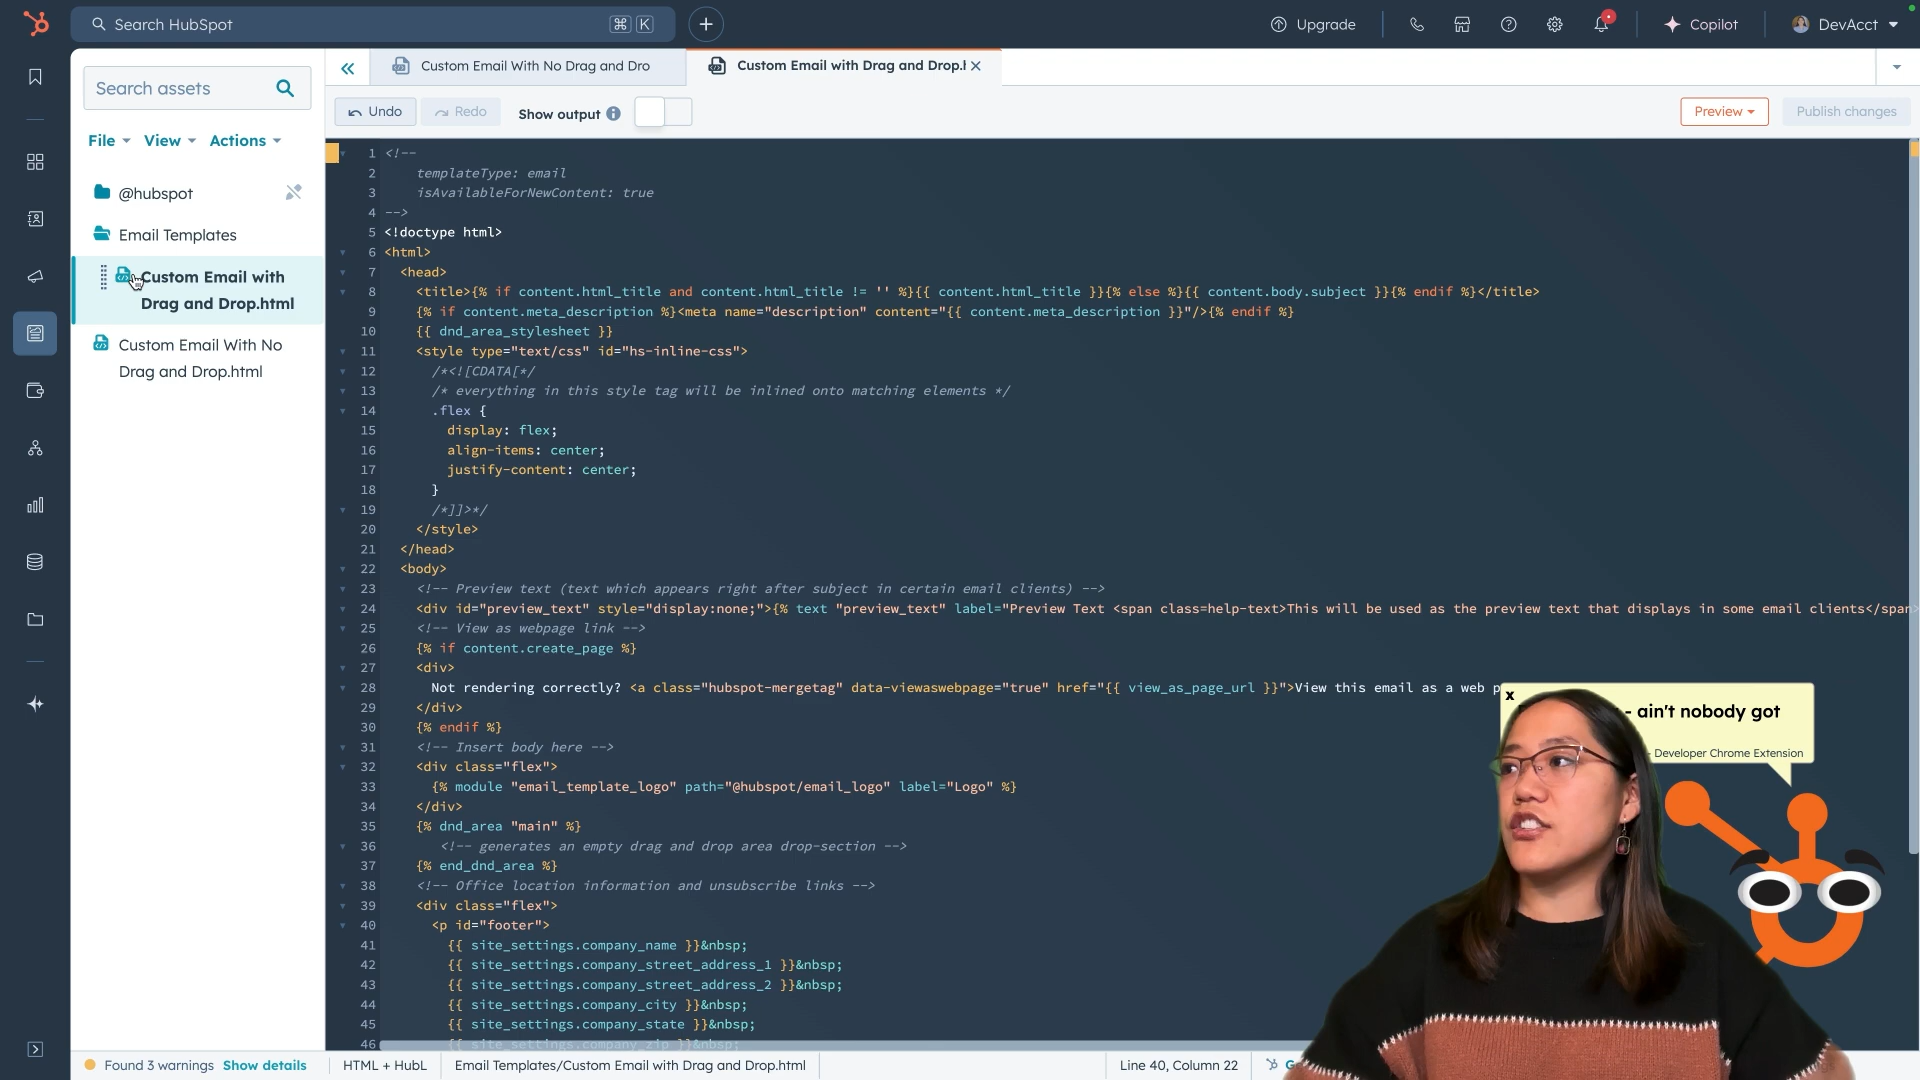 Search HubSpot
⌘ K
Upgrade
Copilot
DevAcct
Search assets
File
View
Actions
@hubspot
Email Templates
Custom Email with
Drag and Drop.html
Custom Email With No
Drag and Drop.html
Custom Email With No Drag and Dro
Custom Email with Drag and Drop.h
Undo
Redo
Show output
Preview
Publish changes
1 <!--
2 templateType: email
3 isAvailableForNewContent: true
4 -->
5 <!doctype html>
6 <html>
7 <head>
8 <title>{% if content.html_title and content.html_title != '' %}{{ content.html_title }}{% else %}{{ content.body.subject }}{% endif %}</title>
9 {% if content.meta_description %}<meta name="description" content="{{ content.meta_description }}"/>{% endif %}
10 {{ dnd_area_stylesheet }}
11 <style type="text/css" id="hs-inline-css">
12 /*<![CDATA[*/
13 /* everything in this style tag will be inlined onto matching elements */
14 .flex {
15 display: flex;
16 align-items: center;
17 justify-content: center;
18 }
19 /*]]>*/
20 </style>
21 </head>
22 <body>
23 <!-- Preview text (text which appears right after subject in certain email clients) -->
24 <div id="preview_text" style="display:none;">{% text "preview_text" label="Preview Text <span class=help-text>This will be used as the preview text that displays in some email clients</span>
25 <!-- View as webpage link -->
26 {% if content.create_page %}
27 <div>
28 Not rendering correctly? <a class="hubspot-mergetag" data-viewaswebpage="true" href="{{ view_as_page_url }}">View this email as a web p
29 </div>
30 {% endif %}
31 <!-- Insert body here -->
32 <div class="flex">
33 {% module "email_template_logo" path="@hubspot/email_logo" label="Logo" %}
34 </div>
35 {% dnd_area "main" %}
36 <!-- generates an empty drag and drop area drop-section -->
37 {% end_dnd_area %}
38 <!-- Office location information and unsubscribe links -->
39 <div class="flex">
40 <p id="footer">
41 {{ site_settings.company_name }}&nbsp;
42 {{ site_settings.company_street_address_1 }}&nbsp;
43 {{ site_settings.company_street_address_2 }}&nbsp;
44 {{ site_settings.company_city }}&nbsp;
45 {{ site_settings.company_state }}&nbsp;
46 {{ site_settings.company_zip }}&nbsp;
x
- ain't nobody got
- Developer Chrome Extension
Found 3 warnings
Show details
HTML + HubL
Email Templates/Custom Email with Drag and Drop.html
Line 40, Column 22